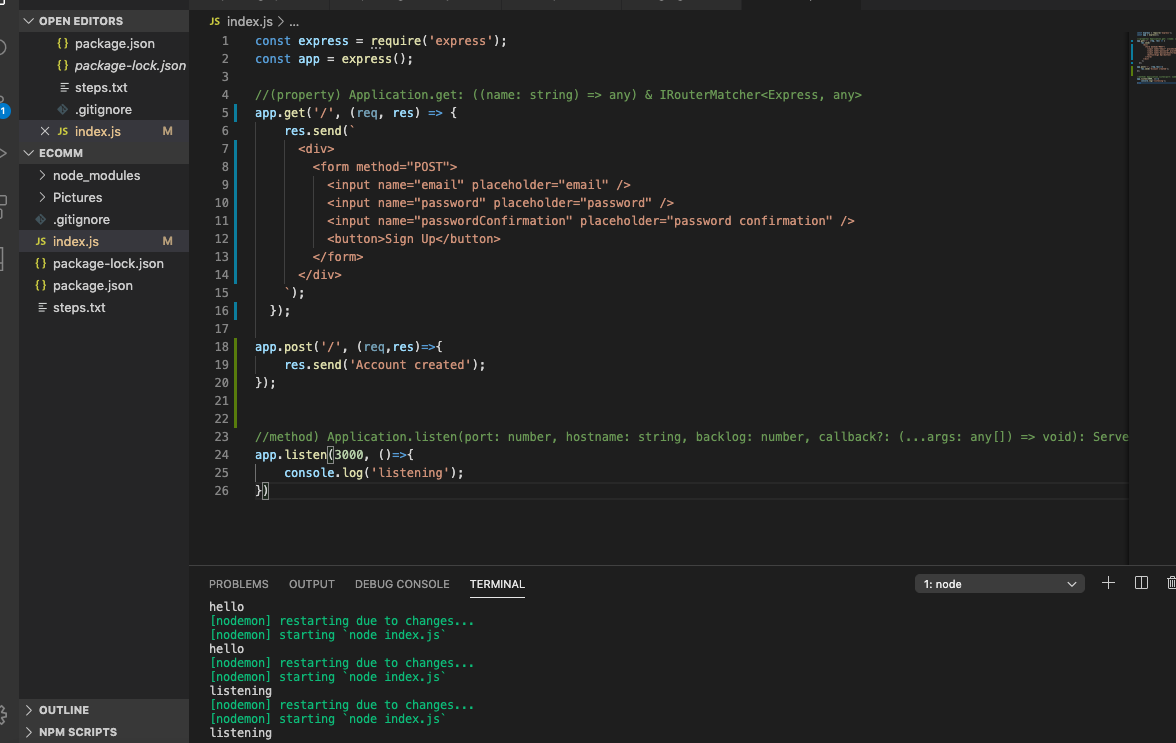 OPEN EDITORS
{} package.json
{} package-lock.json
steps.txt
.gitignore
JS index.js M
ECOMM
node_modules
Pictures
.gitignore
JS index.js M
{} package-lock.json
{} package.json
steps.txt
OUTLINE
NPM SCRIPTS
1
JS index.js > ...
1 const express = require('express');
2 const app = express();
3
4 //(property) Application.get: ((name: string) => any) & IRouterMatcher<Express, any>
5 app.get('/', (req, res) => {
6 res.send(`
7 <div>
8 <form method="POST">
9 <input name="email" placeholder="email" />
10 <input name="password" placeholder="password" />
11 <input name="passwordConfirmation" placeholder="password confirmation" />
12 <button>Sign Up</button>
13 </form>
14 </div>
15 `);
16 });
17
18 app.post('/', (req,res)=>{
19 res.send('Account created');
20 });
21
22
23 //method) Application.listen(port: number, hostname: string, backlog: number, callback?: (...args: any[]) => void): Serve
24 app.listen(3000, ()=>{
25 console.log('listening');
26 })
PROBLEMS OUTPUT DEBUG CONSOLE TERMINAL 1: node
hello
[nodemon] restarting due to changes...
[nodemon] starting `node index.js`
hello
[nodemon] restarting due to changes...
[nodemon] starting `node index.js`
listening
[nodemon] restarting due to changes...
[nodemon] starting `node index.js`
listening